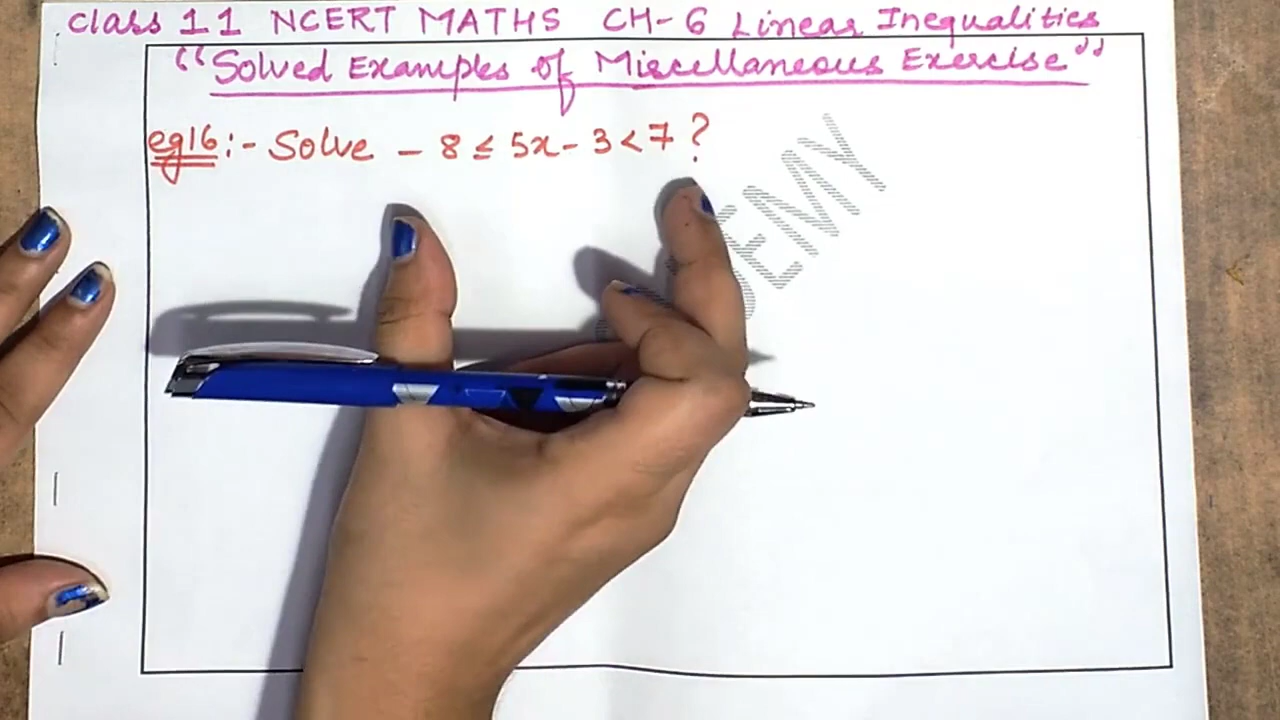 Class 11 NCERT MATHS CH-6 Linear Inequalities
"Solved Examples of Miscellaneous Exercise"
eg16:- Solve - 8 ≤ 5x - 3 < 7 ?